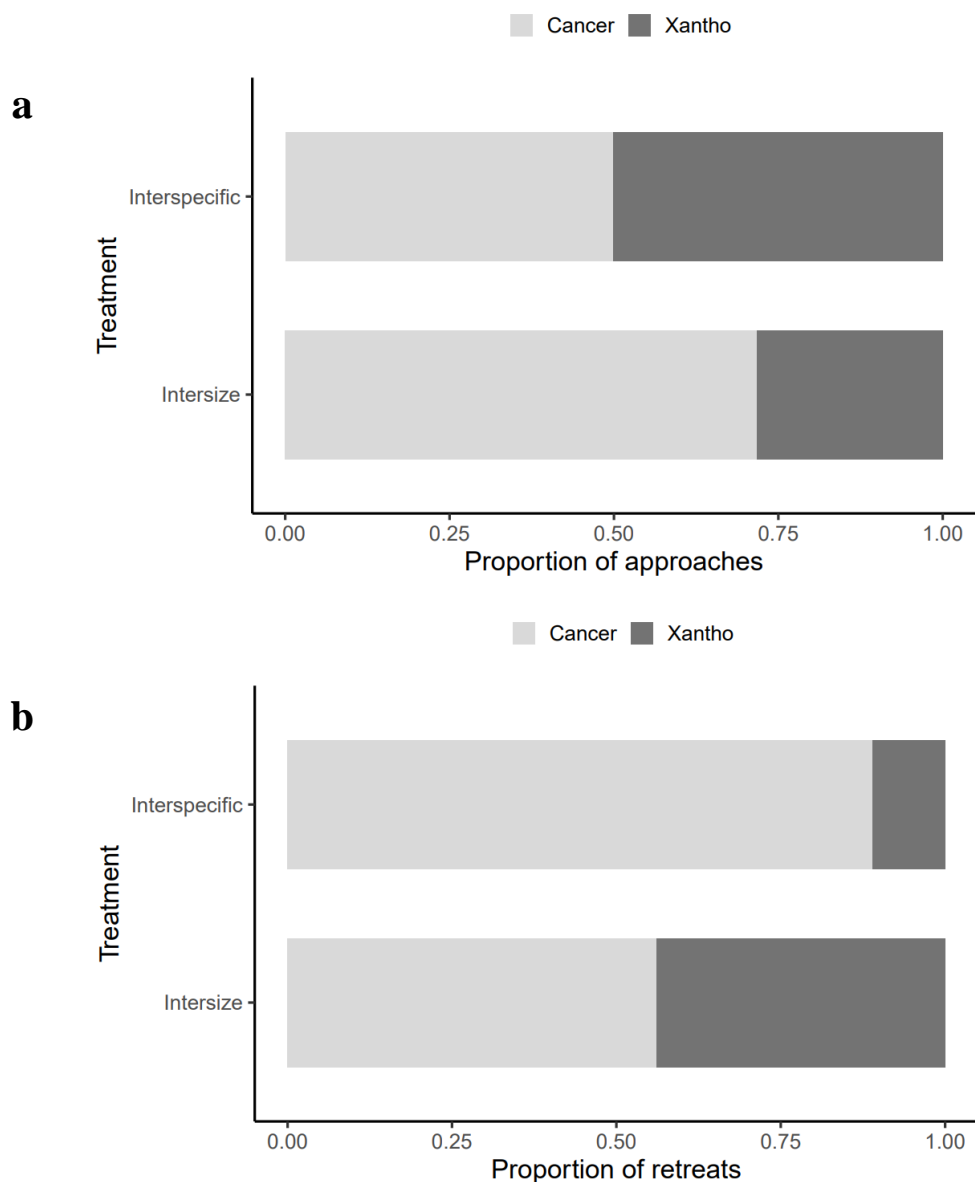 Cancer Xantho
a
Interspecific
Treatment
Intersize
0.00 0.25 0.50 0.75 1.00
Proportion of approaches
Cancer Xantho
b
Interspecific
Treatment
Intersize
0.00 0.25 0.50 0.75 1.00
Proportion of retreats